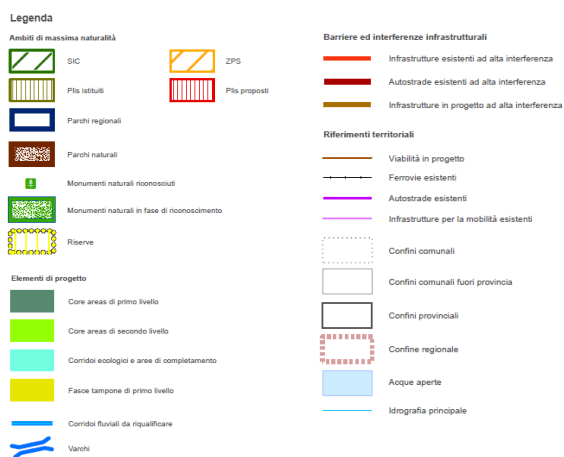 Legenda
Ambiti di massima naturalità
SIC
ZPS
Plis istituiti
Plis proposti
Parchi regionali
Parchi naturali
Monumenti naturali riconosciuti
Monumenti naturali in fase di riconoscimento
Riserve
Elementi di progetto
Core areas di primo livello
Core areas di secondo livello
Corridoi ecologici e aree di completamento
Fasce tampone di primo livello
Corridoi fluviali da riqualificare
Varchi
Barriere ed interferenze infrastrutturali
Infrastrutture esistenti ad alta interferenza
Autostrade esistenti ad alta interferenza
Infrastrutture in progetto ad alta interferenza
Riferimenti territoriali
Viabilità in progetto
Ferrovie esistenti
Autostrade esistenti
Infrastrutture per la mobilità esistenti
Confini comunali
Confini comunali fuori provincia
Confini provinciali
Confine regionale
Acque aperte
Idrografia principale